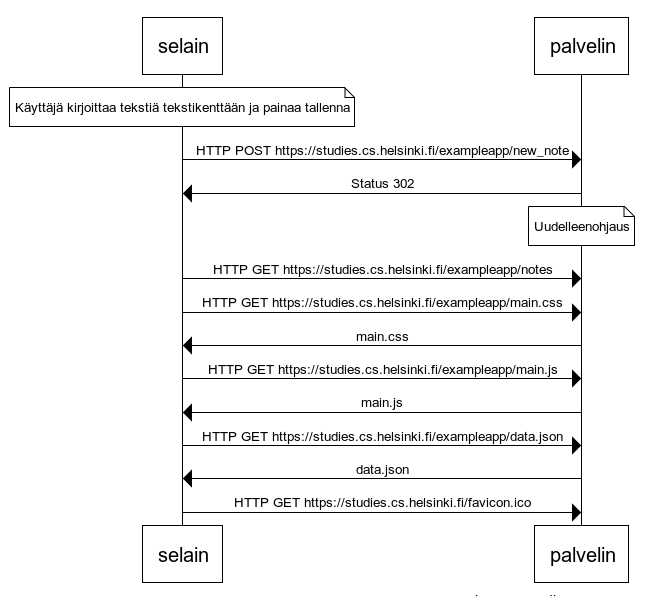 selain palvelin
Käyttäjä kirjoittaa tekstiä tekstikenttään ja painaa tallenna
HTTP POST https://studies.cs.helsinki.fi/exampleapp/new_note
Status 302
Uudelleenohjaus
HTTP GET https://studies.cs.helsinki.fi/exampleapp/notes
HTTP GET https://studies.cs.helsinki.fi/exampleapp/main.css
main.css
HTTP GET https://studies.cs.helsinki.fi/exampleapp/main.js
main.js
HTTP GET https://studies.cs.helsinki.fi/exampleapp/data.json
data.json
HTTP GET https://studies.cs.helsinki.fi/favicon.ico
selain palvelin